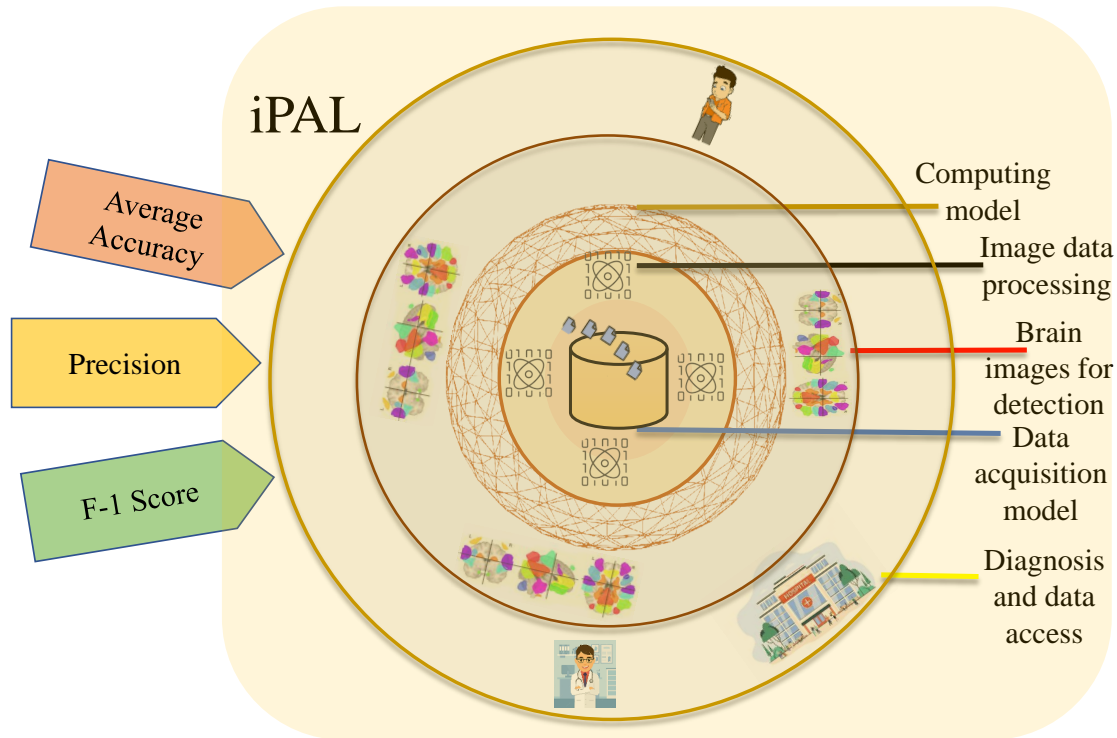 iPAL
Average
Accuracy
Precision
F-1 Score
Computing
model
Image data
processing
Brain
images for
detection
Data
acquisition
model
Diagnosis
and data
access
HOSPITAL